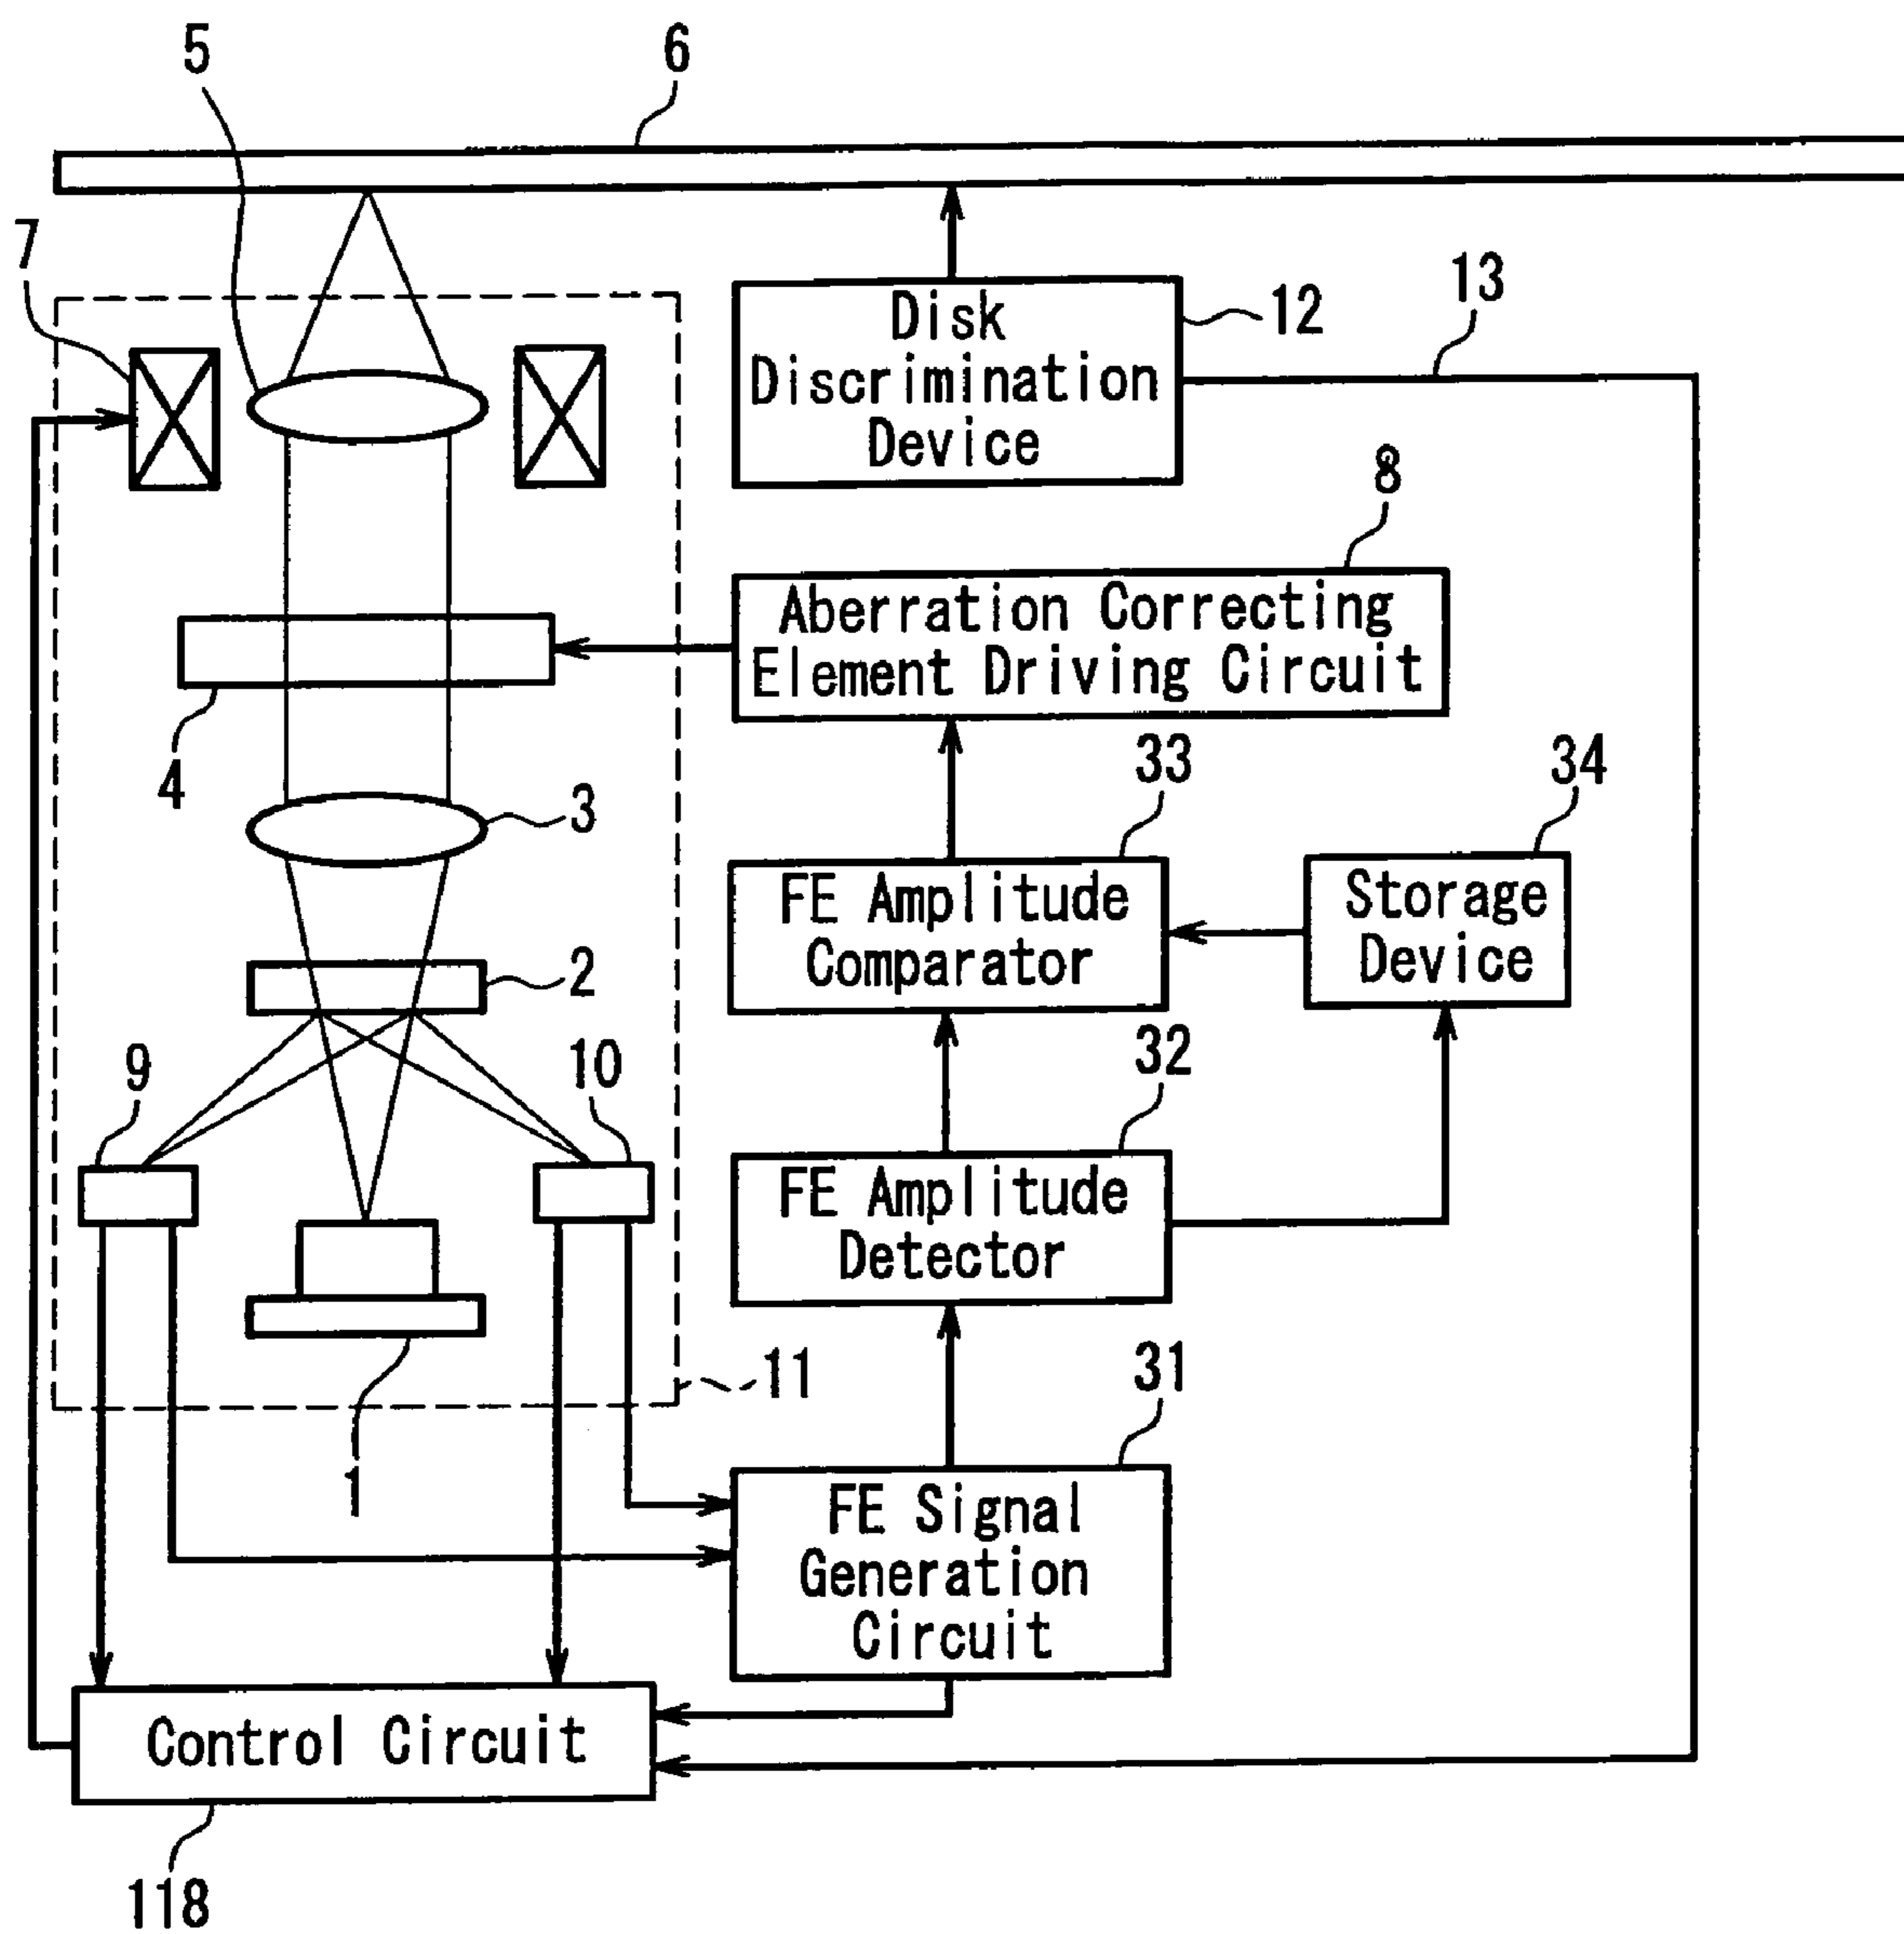 5
6
7
Disk
Discrimination
Device
12
13
8
Aberration Correcting
Element Driving Circuit
4
33
34
3
FE Amplitude
Comparator
Storage
Device
2
9
10
32
FE Amplitude
Detector
11
1
31
FE Signal
Generation
Circuit
Control Circuit
118